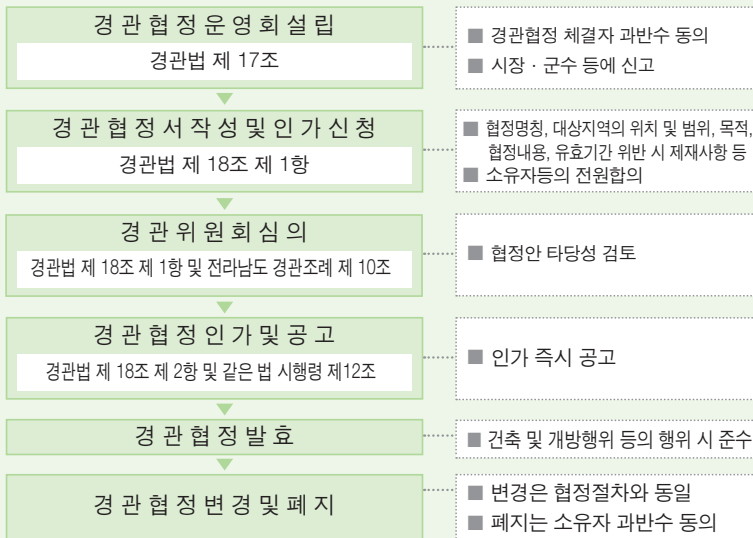 경관협정운영회설립
경관법 제 17조
■ 경관협정 체결자 과반수 동의
■ 시장 · 군수 등에 신고
경관협정서작성및인가신청
경관법 제 18조 제 1항
■ 협정명칭, 대상지역의 위치 및 범위, 목적,
협정내용, 유효기간 위반 시 제재사항 등
■ 소유자등의 전원합의
경관위원회심의
경관법 제 18조 제 1항 및 전라남도 경관조례 제 10조
■ 협정안 타당성 검토
경관협정인가및공고
경관법 제 18조 제 2항 및 같은 법 시행령 제12조
■ 인가 즉시 공고
경관협정발효
■ 건축 및 개방행위 등의 행위 시 준수
경관협정변경및폐지
■ 변경은 협정절차와 동일
■ 폐지는 소유자 과반수 동의